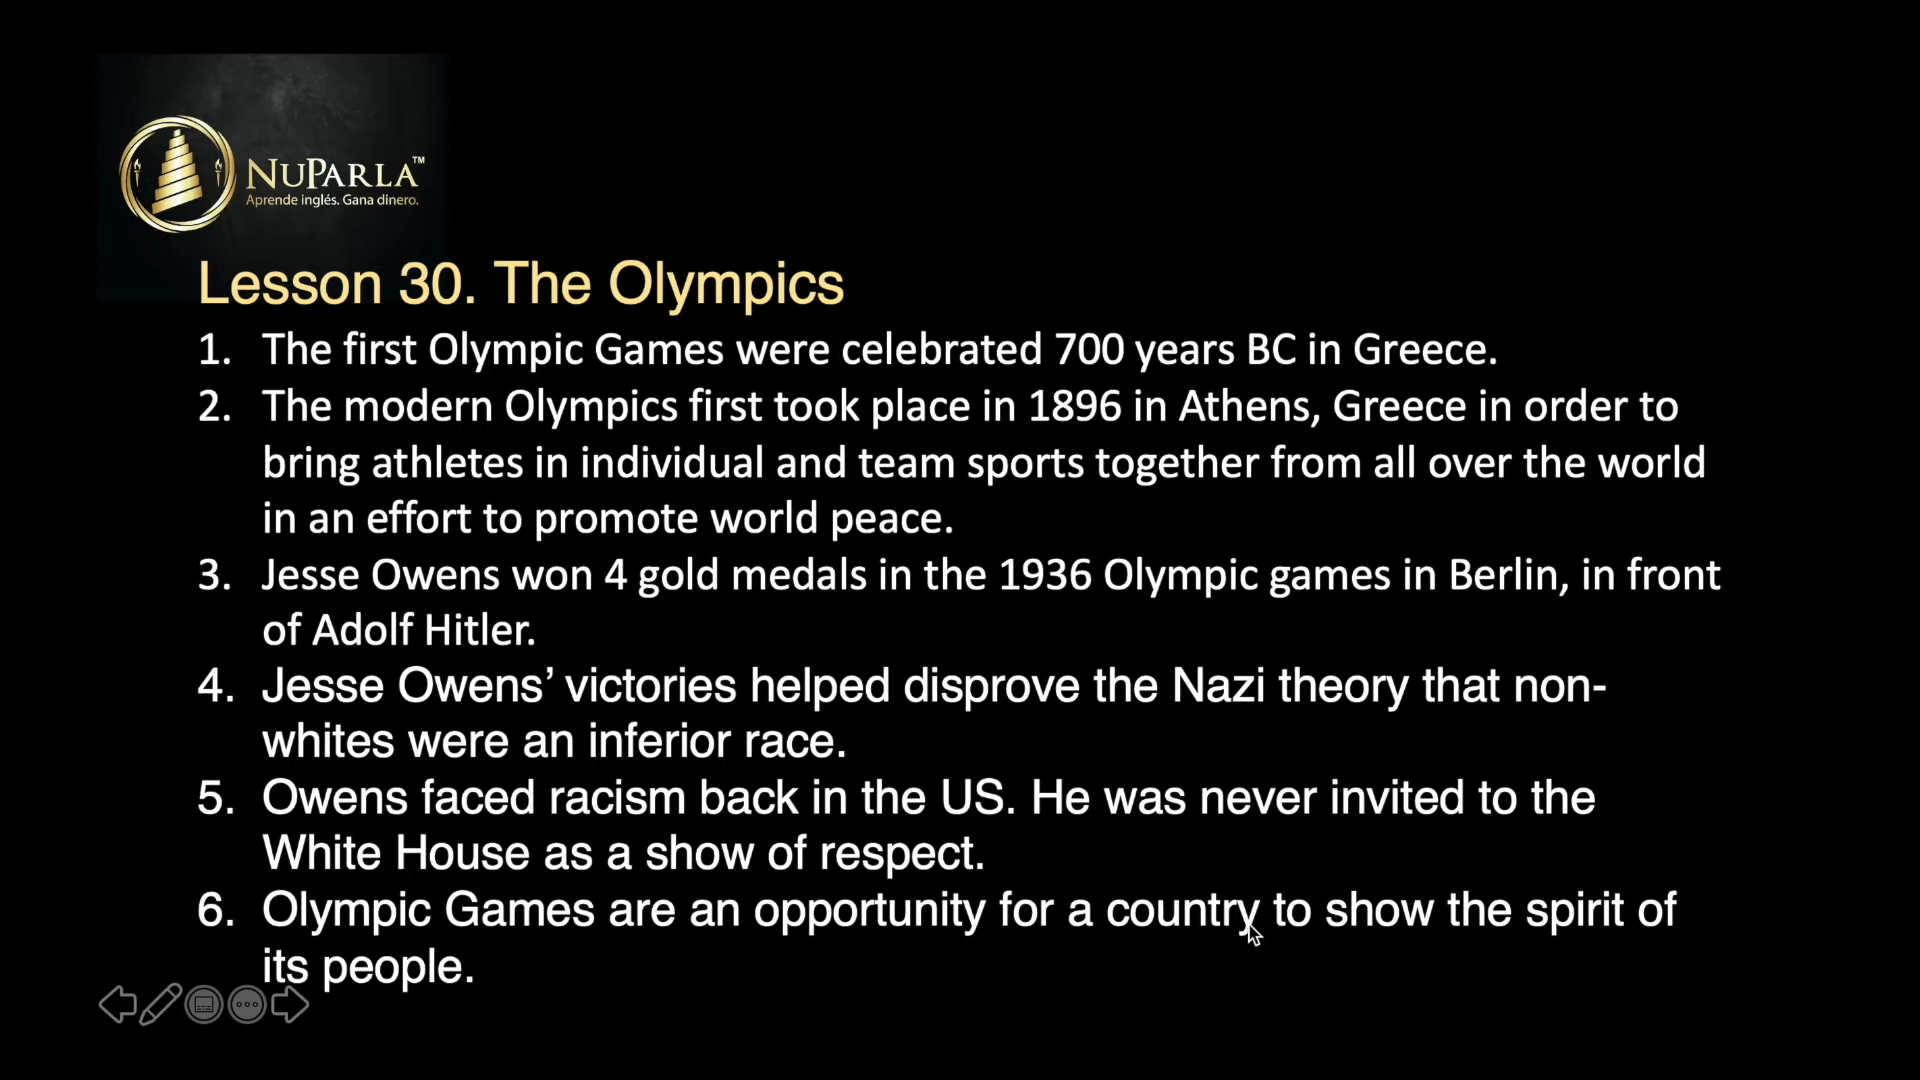 NUPARLA™
Aprende inglés. Gana dinero.
Lesson 30. The Olympics
1. The first Olympic Games were celebrated 700 years BC in Greece.
2. The modern Olympics first took place in 1896 in Athens, Greece in order to
bring athletes in individual and team sports together from all over the world
in an effort to promote world peace.
3. Jesse Owens won 4 gold medals in the 1936 Olympic games in Berlin, in front
of Adolf Hitler.
4. Jesse Owens’ victories helped disprove the Nazi theory that non-
whites were an inferior race.
5. Owens faced racism back in the US. He was never invited to the
White House as a show of respect.
6. Olympic Games are an opportunity for a country to show the spirit of
its people.